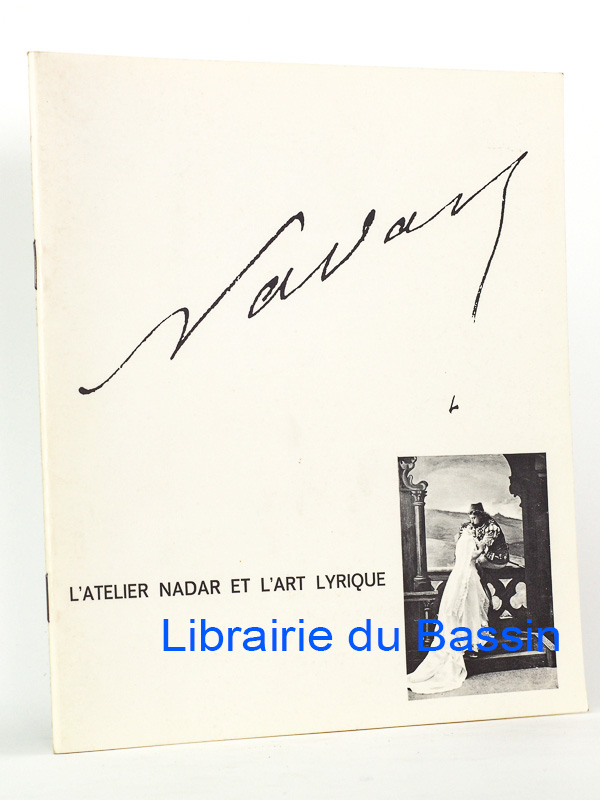 Nadar
L'ATELIER NADAR ET L'ART LYRIQUE
Librairie du Bassin